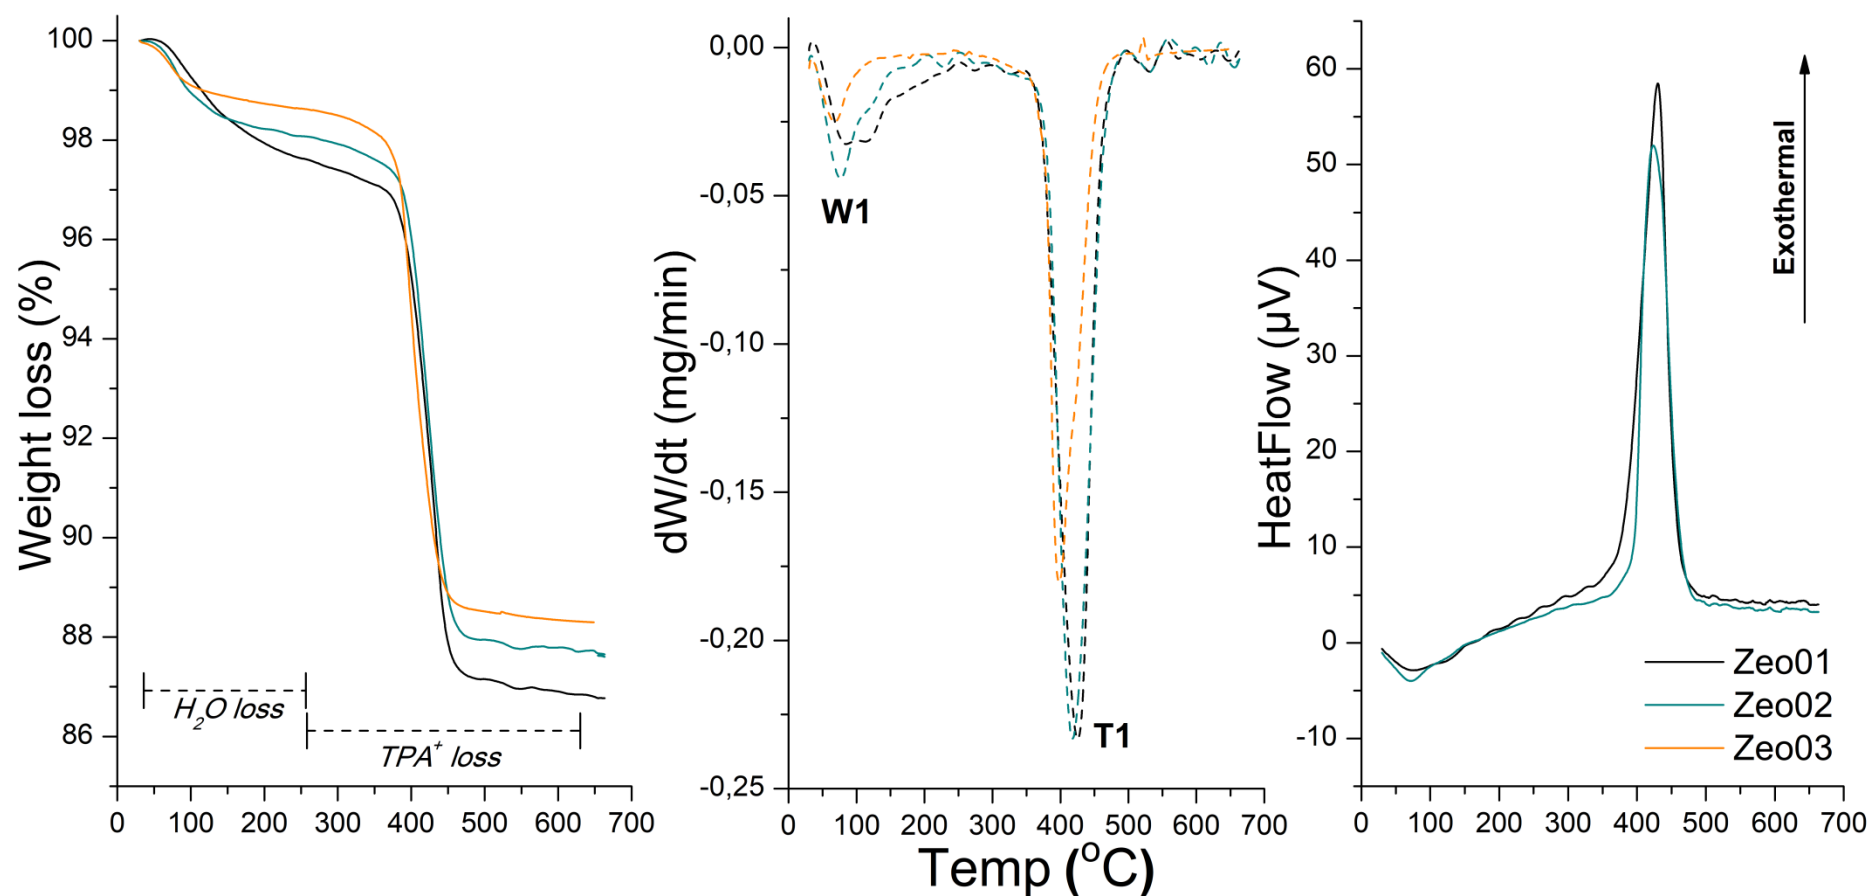 Weight loss (%)
100
98
96
94
92
90
88
86
H2O loss
TPA+ loss
0 100 200 300 400 500 600 700
dW/dt (mg/min)
0,00
-0,05
-0,10
-0,15
-0,20
-0,25
W1
T1
0 100 200 300 400 500 600 700
Temp (°C)
HeatFlow (µV)
60
50
40
30
20
10
0
-10
Exothermal
Zeo01
Zeo02
Zeo03
0 100 200 300 400 500 600 700